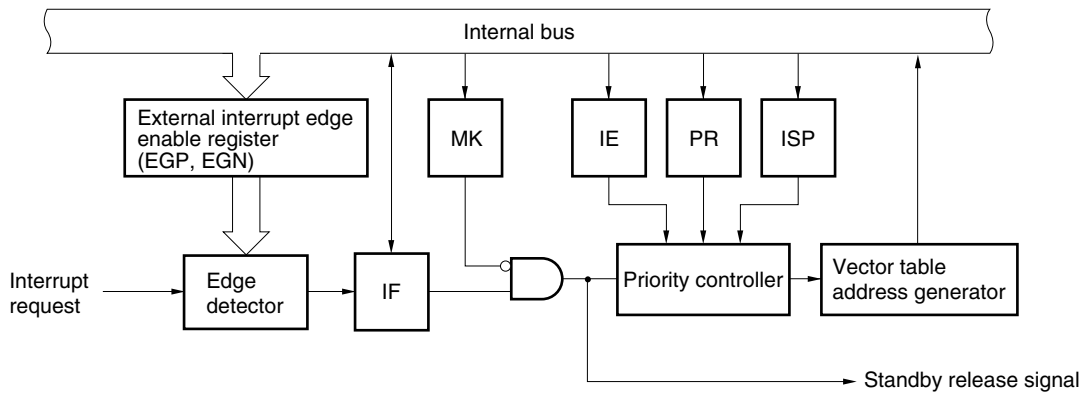 Internal bus
External interrupt edge
enable register
(EGP, EGN)
MK
IE
PR
ISP
Interrupt
request
Edge
detector
IF
Priority controller
Vector table
address generator
Standby release signal